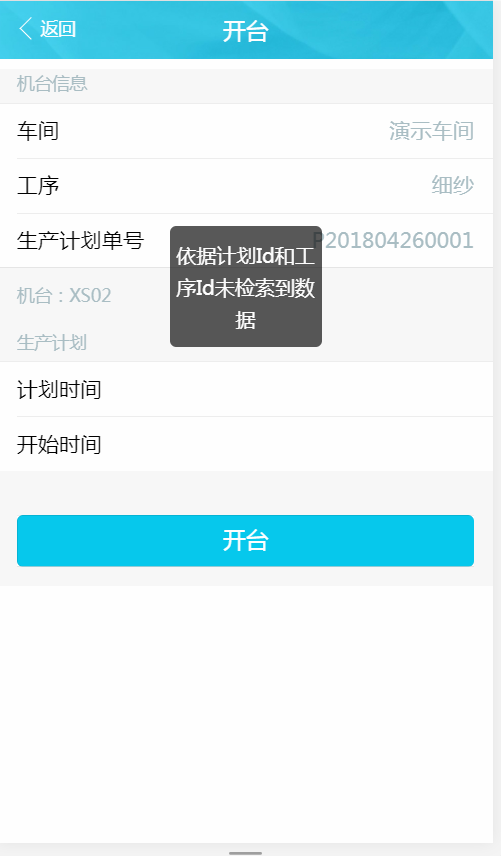 返回
开台
机台信息
车间 演示车间
工序 细纱
生产计划单号 P201804260001
依据计划Id和工
序Id未检索到数
据
机台：XS02
生产计划
计划时间
开始时间
开台